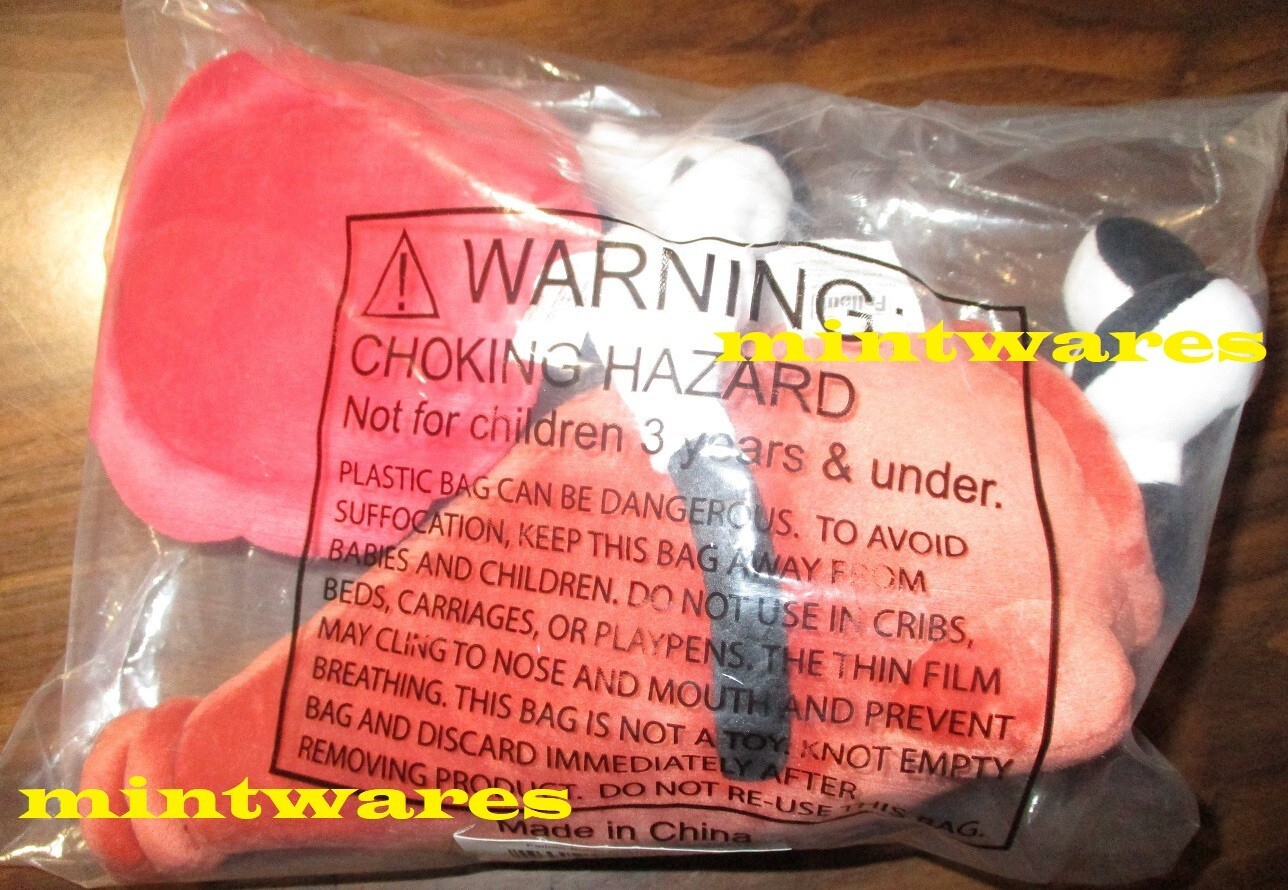 WARNING:
CHOKING HAZARD
Not for children 3 years & under.
PLASTIC BAG CAN BE DANGEROUS. TO AVOID
SUFFOCATION, KEEP THIS BAG AWAY FROM
BABIES AND CHILDREN. DO NOT USE IN CRIBS,
BEDS, CARRIAGES, OR PLAYPENS. THE THIN FILM
MAY CLING TO NOSE AND MOUTH AND PREVENT
BREATHING. THIS BAG IS NOT A TOY. KNOT EMPTY
BAG AND DISCARD IMMEDIATELY AFTER
REMOVING PRODUCT. DO NOT RE-USE THIS BAG.
Made in China
mintwares
mintwares